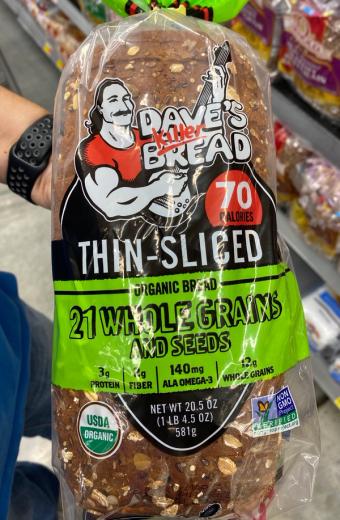 DAVE'S
Killer
BREAD
70
CALORIES
THIN-SLICED
ORGANIC BREAD
21 WHOLE GRAINS
AND SEEDS
3g
PROTEIN
FIBER
140mg
ALA OMEGA-3
12g
WHOLE GRAINS
NET WT 20.5 OZ
(1 LB 4.5 OZ)
581g
USDA
ORGANIC
NON
GMO
Project
VERIFIED